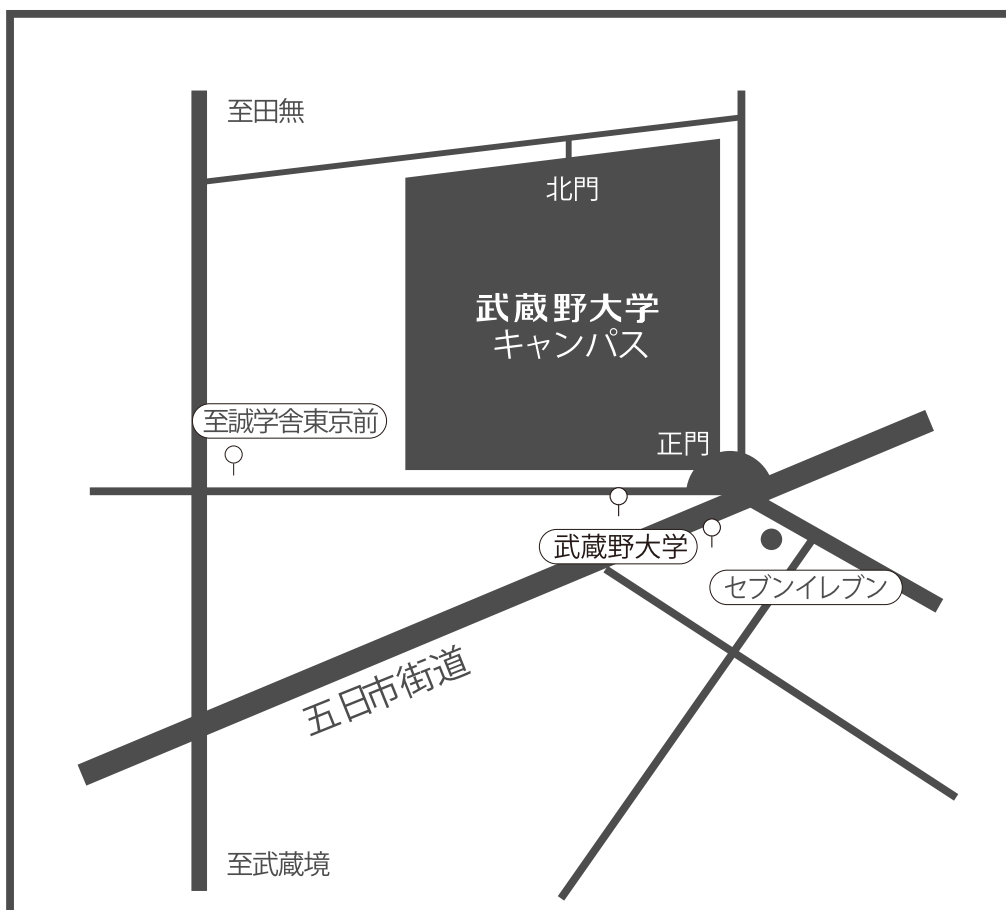 至田無
北門
武蔵野大学
キャンパス
至誠学舎東京前
正門
武蔵野大学
セブンイレブン
五日市街道
至武蔵境